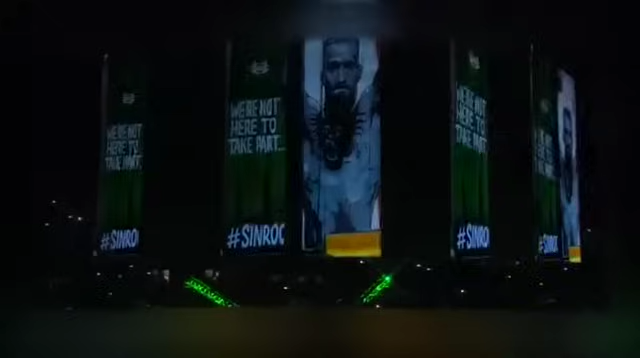 WE'RE NOT
HERE TO
TAKE PART
#SINRO
WE'RE NOT
HERE TO
TAKE PART...
#SINROC
WE'RE NOT
HERE TO
TAKE PART
#SINRO